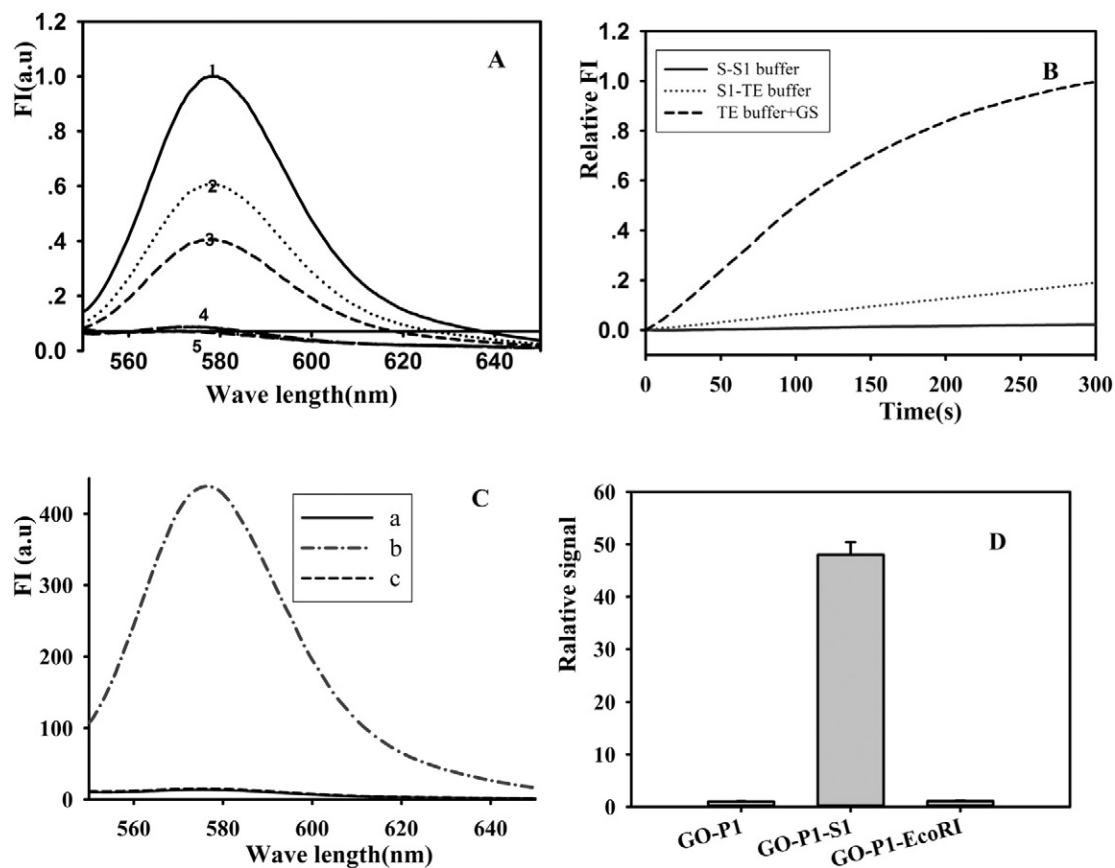 A
FI(a.u)
1.2
1.0
.8
.6
.4
.2
0.0
1
2
3
4
5
560 580 600 620 640
Wave length(nm)
B
Relative FI
1.2
1.0
.8
.6
.4
.2
0.0
S-S1 buffer
S1-TE buffer
TE buffer+GS
0 50 100 150 200 250 300
Time(s)
C
FI (a.u)
400
300
200
100
0
a
b
c
560 580 600 620 640
Wave length(nm)
D
Ralative signal
60
50
40
30
20
10
0
GO-P1
GO-P1-S1
GO-P1-EcoRI